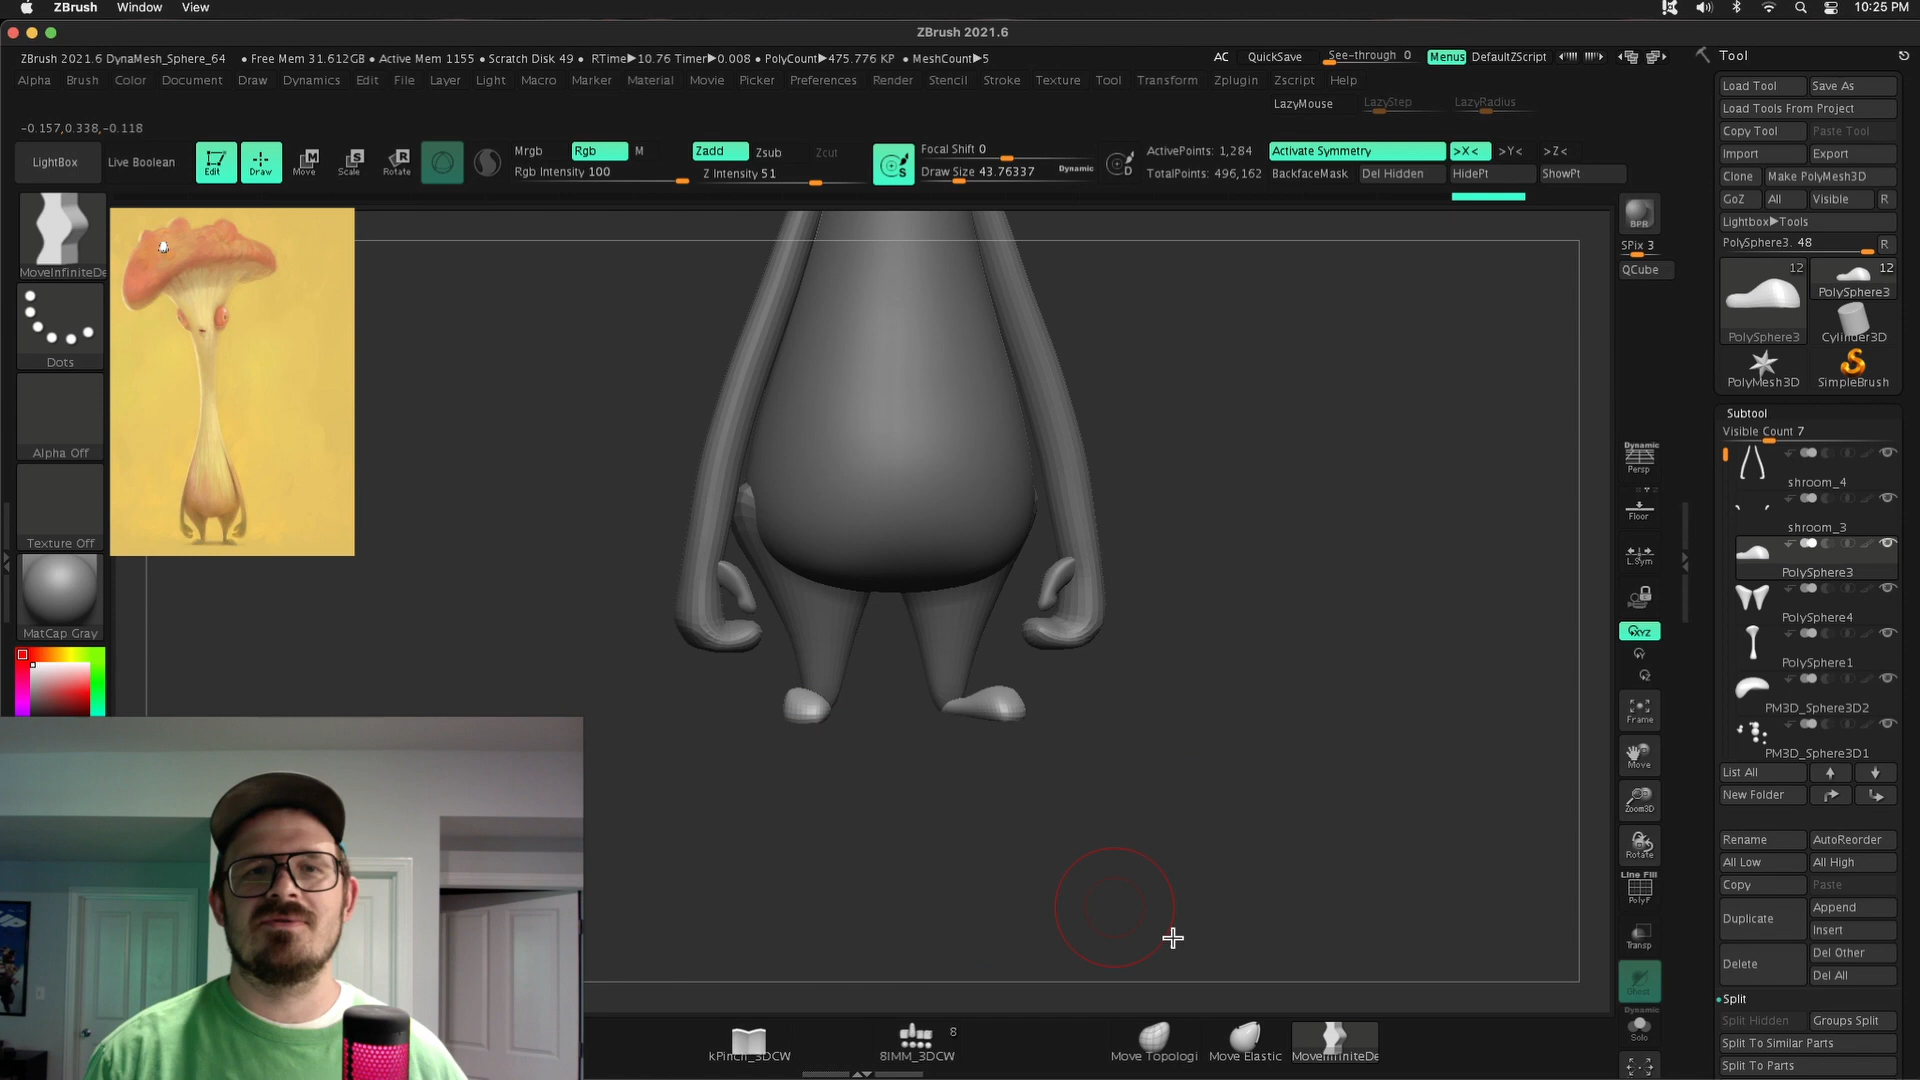 ZBrush Window View 10:25 PM
ZBrush 2021.6
ZBrush 2021.6 DynaMesh_Sphere_64 • Free Mem 31.612GB • Active Mem 1155 • Scratch Disk 49 • RTime▶10.76 Timer▶0.008 • PolyCount▶475.776 KP • MeshCount▶5
AC QuickSave See-through 0 Menus DefaultZScript
Alpha Brush Color Document Draw Dynamics Edit File Layer Light Macro Marker Material Movie Picker Preferences Render Stencil Stroke Texture Tool Transform Zplugin Zscript Help
LazyMouse LazyStep LazyRadius
-0.157,0.338,-0.118
LightBox Live Boolean Edit Draw Move Scale Rotate
Mrgb Rgb M
Rgb Intensity 100
Zadd Zsub Zcut
Z Intensity 51
Focal Shift 0
Draw Size 43.76337 Dynamic
ActivePoints: 1,284
TotalPoints: 496,162
Activate Symmetry >X< >Y< >Z<
BackfaceMask Del Hidden HidePt ShowPt
MoveInfiniteDe
Dots
Alpha Off
Texture Off
MatCap Gray
BPR
SPix 3
QCube
Dynamic
Persp
Floor
L.Sym
XYZ
Frame
Move
Zoom3D
Rotate
Line Fill
PolyF
Transp
Ghost
Dynamic
Solo
Tool
Load Tool Save As
Load Tools From Project
Copy Tool Paste Tool
Import Export
Clone Make PolyMesh3D
GoZ All Visible R
Lightbox▶Tools
PolySphere3. 48 R
12 12
PolySphere3
PolySphere3 Cylinder3D
PolyMesh3D SimpleBrush
Subtool
Visible Count 7
shroom_4
shroom_3
PolySphere3
PolySphere4
PolySphere1
PM3D_Sphere3D2
PM3D_Sphere3D1
List All
New Folder
Rename AutoReorder
All Low All High
Copy Paste
Duplicate Append
Insert
Delete Del Other
Del All
Split
Split Hidden Groups Split
Split To Similar Parts
Split To Parts
8
kPinch_3DCW 8IMM_3DCW Move Topologi Move Elastic MoveInfiniteDe